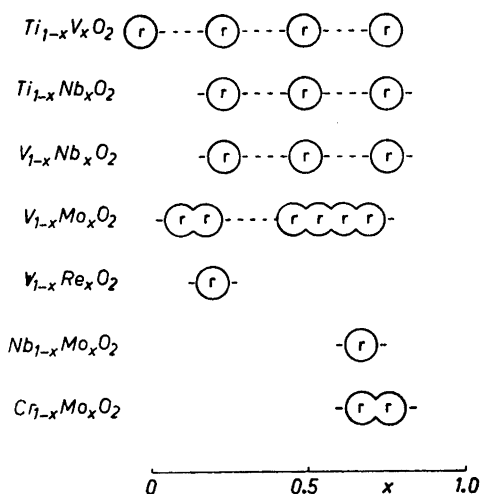 Ti₁₋ₓVₓO₂ r r r r
Ti₁₋ₓNbₓO₂ r r r
V₁₋ₓNbₓO₂ r r r
V₁₋ₓMoₓO₂ r r r r r r
V₁₋ₓReₓO₂ r
Nb₁₋ₓMoₓO₂ r
Cr₁₋ₓMoₓO₂ r r
0 0.5 x 1.0